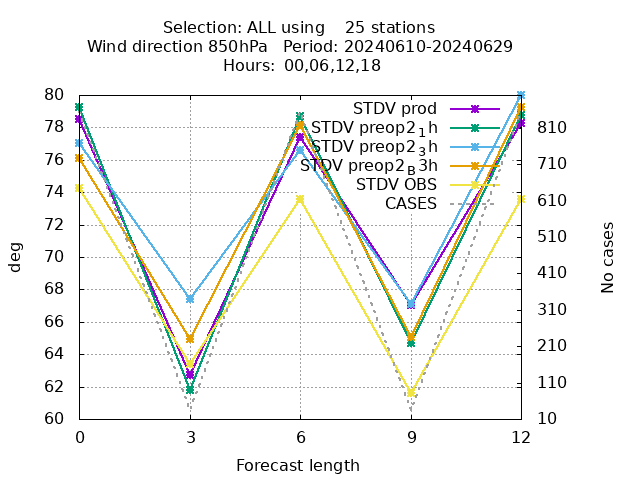 Selection: ALL using    25 stations
Wind direction 850hPa   Period: 20240610-20240629
Hours: 00,06,12,18
80
78
76
74
72
70
68
66
64
62
60
deg
STDV prod
STDV preop2₁h
STDV preop2₃h
STDV preop2_B3h
STDV OBS
CASES
810
710
610
510
410
310
210
110
10
No cases
0 3 6 9 12
Forecast length